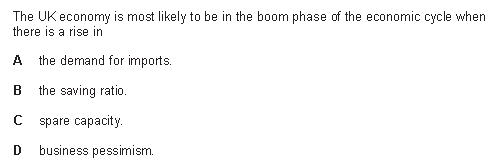 The UK economy is most likely to be in the boom phase of the economic cycle when
there is a rise in
A the demand for imports.
B the saving ratio.
C spare capacity.
D business pessimism.